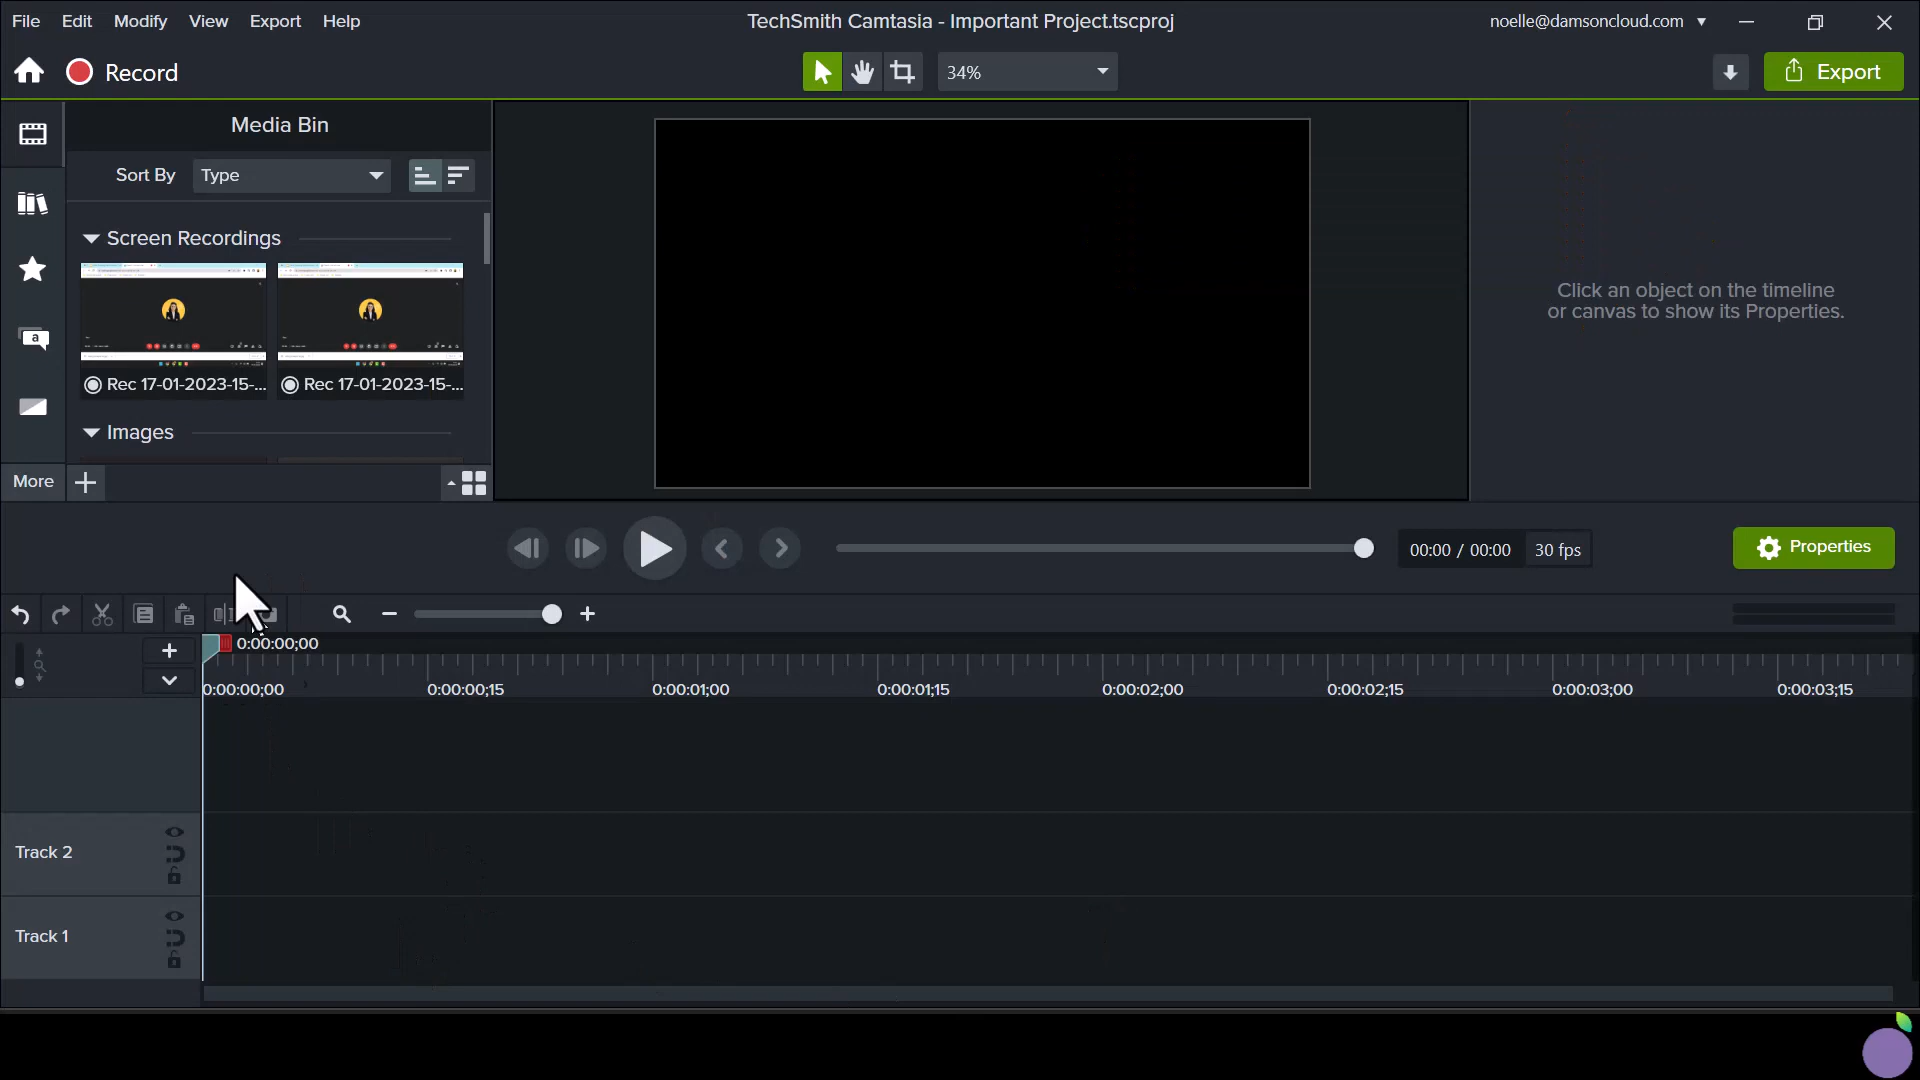 File Edit Modify View Export Help
TechSmith Camtasia - Important Project.tscproj
noelle@damsoncloud.com
Record
34%
Export
Media Bin
Sort By Type
Screen Recordings
Rec 17-01-2023-15-...
Rec 17-01-2023-15-...
Images
More
a
Click an object on the timeline
or canvas to show its Properties.
00:00 / 00:00
30 fps
Properties
0:00:00;00
0:00:00;00
0:00:00;15
0:00:01;00
0:00:01;15
0:00:02;00
0:00:02;15
0:00:03;00
0:00:03;15
Track 2
Track 1